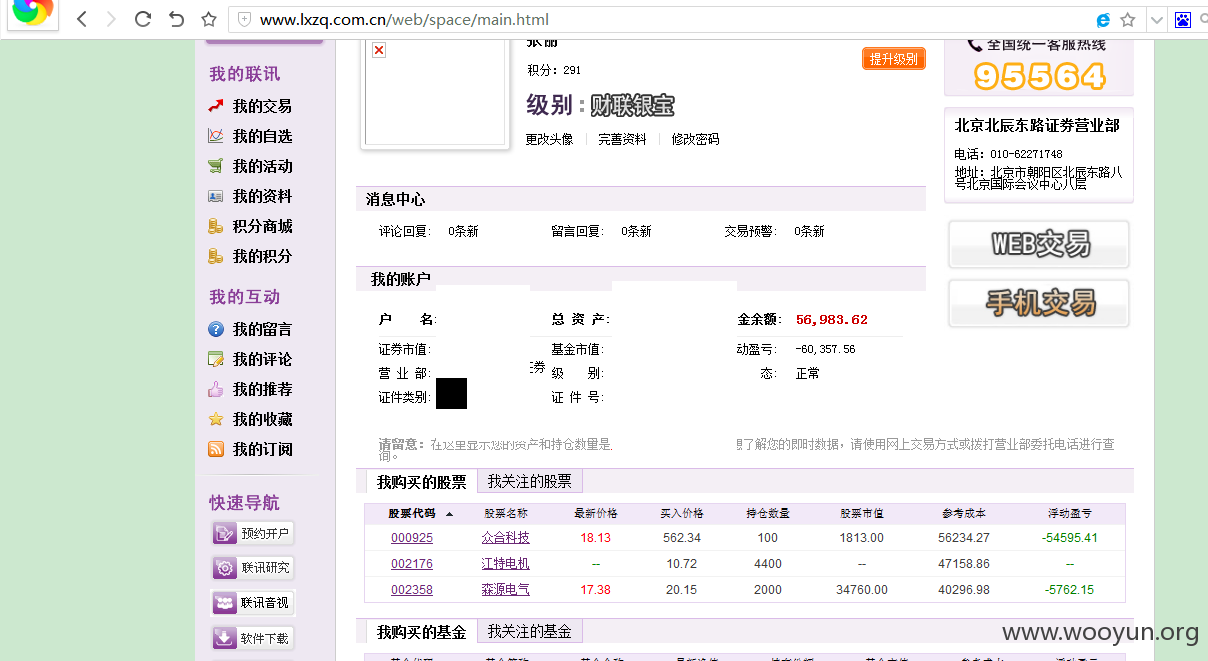 www.lxzq.com.cn/web/space/main.html
我的联讯
我的交易
我的自选
我的活动
我的资料
积分商城
我的积分
我的互动
我的留言
我的评论
我的推荐
我的收藏
我的订阅
快速导航
预约开户
联讯研究
联讯音视
软件下载
张丽
积分：291
提升级别
级别：财联银宝
更改头像 完善资料 修改密码
全国统一客服热线
95564
北京北辰东路证券营业部
电话：010-62271748
地址：北京市朝阳区北辰东路八
号北京国际会议中心八层
WEB交易
手机交易
消息中心
评论回复： 0条新 留言回复： 0条新 交易预警： 0条新
我的账户
户 名: 总 资 产: 金余额: 56,983.62
证券市值: 基金市值: 动盈亏: -60,357.56
营 业 部: 券 级 别: 态: 正常
证件类别: 证 件 号:
请留意：在这里显示您的资产和持仓数量是 想了解您的即时数据，请使用网上交易方式或拨打营业部委托电话进行查
询。
我购买的股票 我关注的股票
股票代码 股票名称 最新价格 买入价格 持仓数量 股票市值 参考成本 浮动盈亏
000925 众合科技 18.13 562.34 100 1813.00 56234.27 -54595.41
002176 江特电机 -- 10.72 4400 -- 47158.86 --
002358 森源电气 17.38 20.15 2000 34760.00 40296.98 -5762.15
我购买的基金 我关注的基金
www.wooyun.org